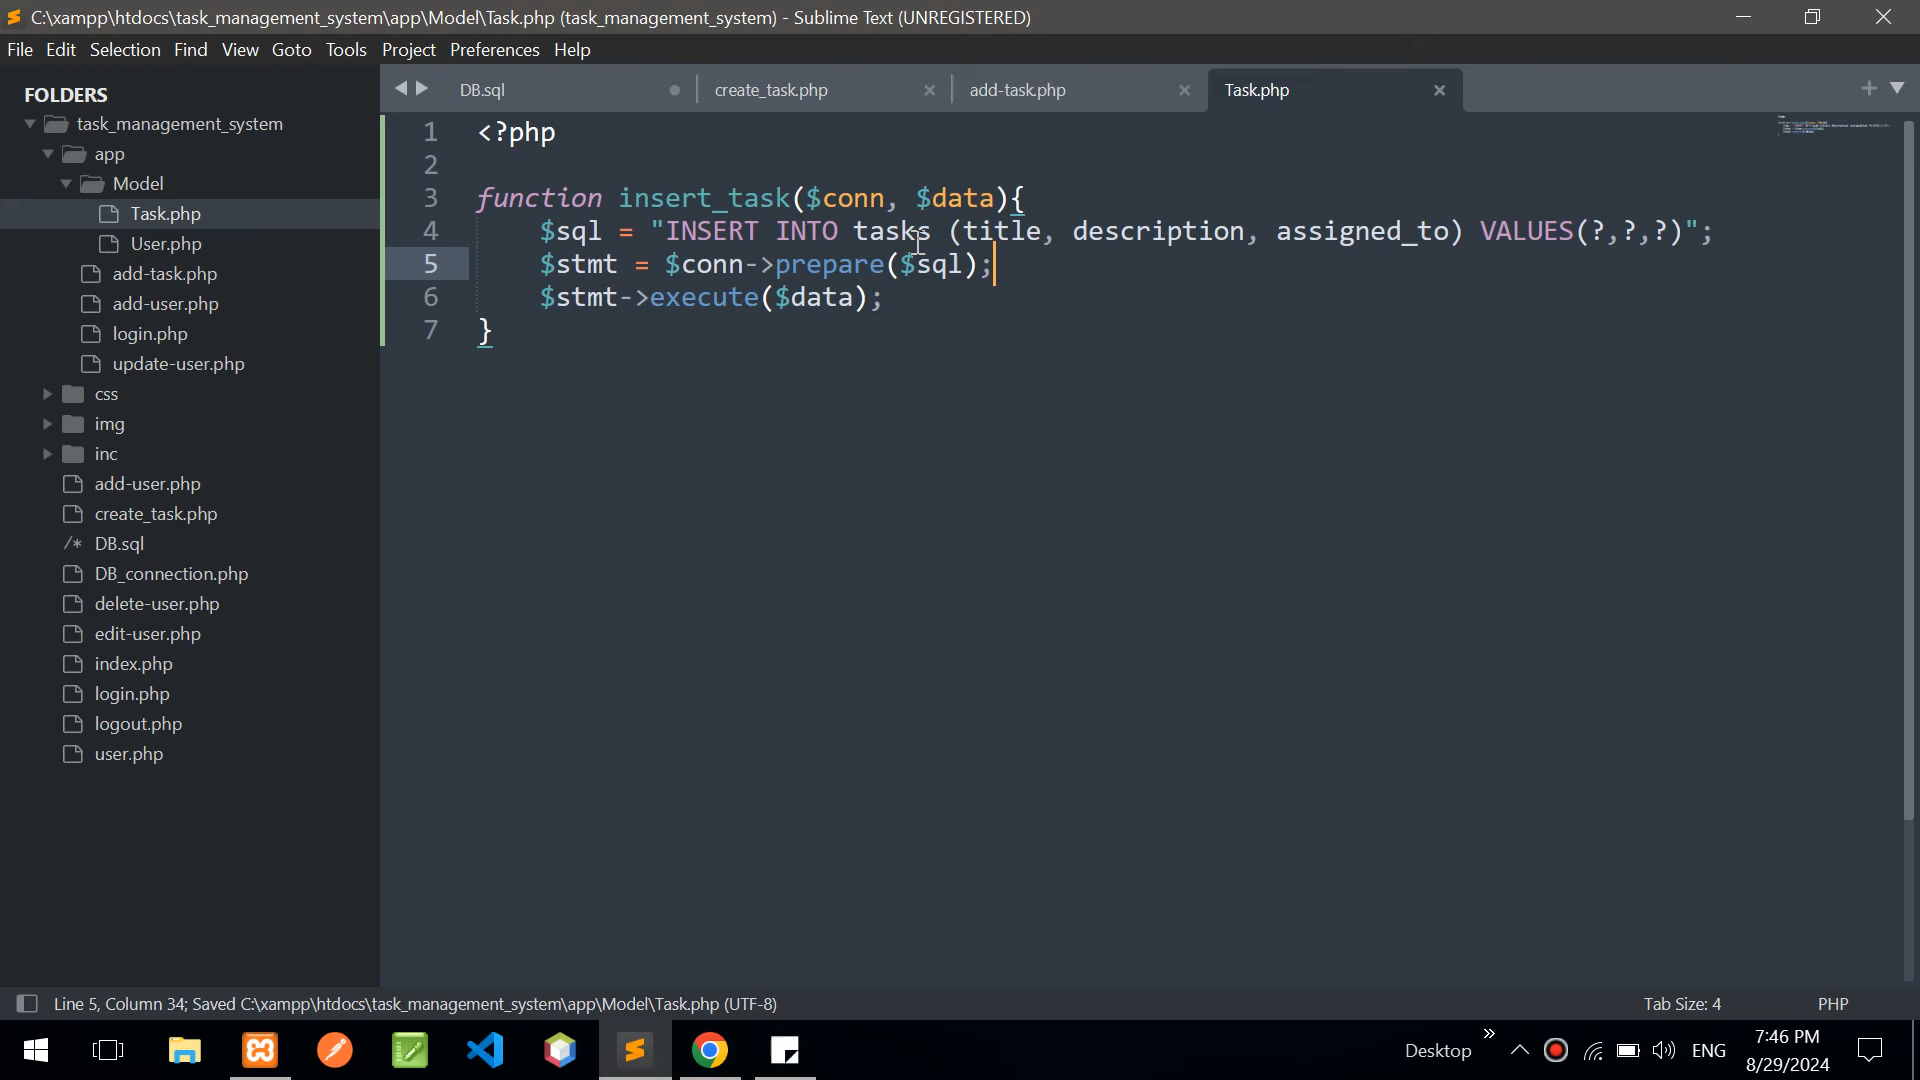 C:\xampp\htdocs\task_management_system\app\Model\Task.php (task_management_system) - Sublime Text (UNREGISTERED)
File Edit Selection Find View Goto Tools Project Preferences Help
FOLDERS
task_management_system
app
Model
Task.php
User.php
add-task.php
add-user.php
login.php
update-user.php
css
img
inc
add-user.php
create_task.php
/* DB.sql
DB_connection.php
delete-user.php
edit-user.php
index.php
login.php
logout.php
user.php
DB.sql create_task.php add-task.php Task.php
1 <?php
2
3 function insert_task($conn, $data){
4 $sql = "INSERT INTO tasks (title, description, assigned_to) VALUES(?,?,?)";
5 $stmt = $conn->prepare($sql);
6 $stmt->execute($data);
7 }
Line 5, Column 34; Saved C:\xampp\htdocs\task_management_system\app\Model\Task.php (UTF-8) Tab Size: 4 PHP
Desktop ENG 7:46 PM
8/29/2024